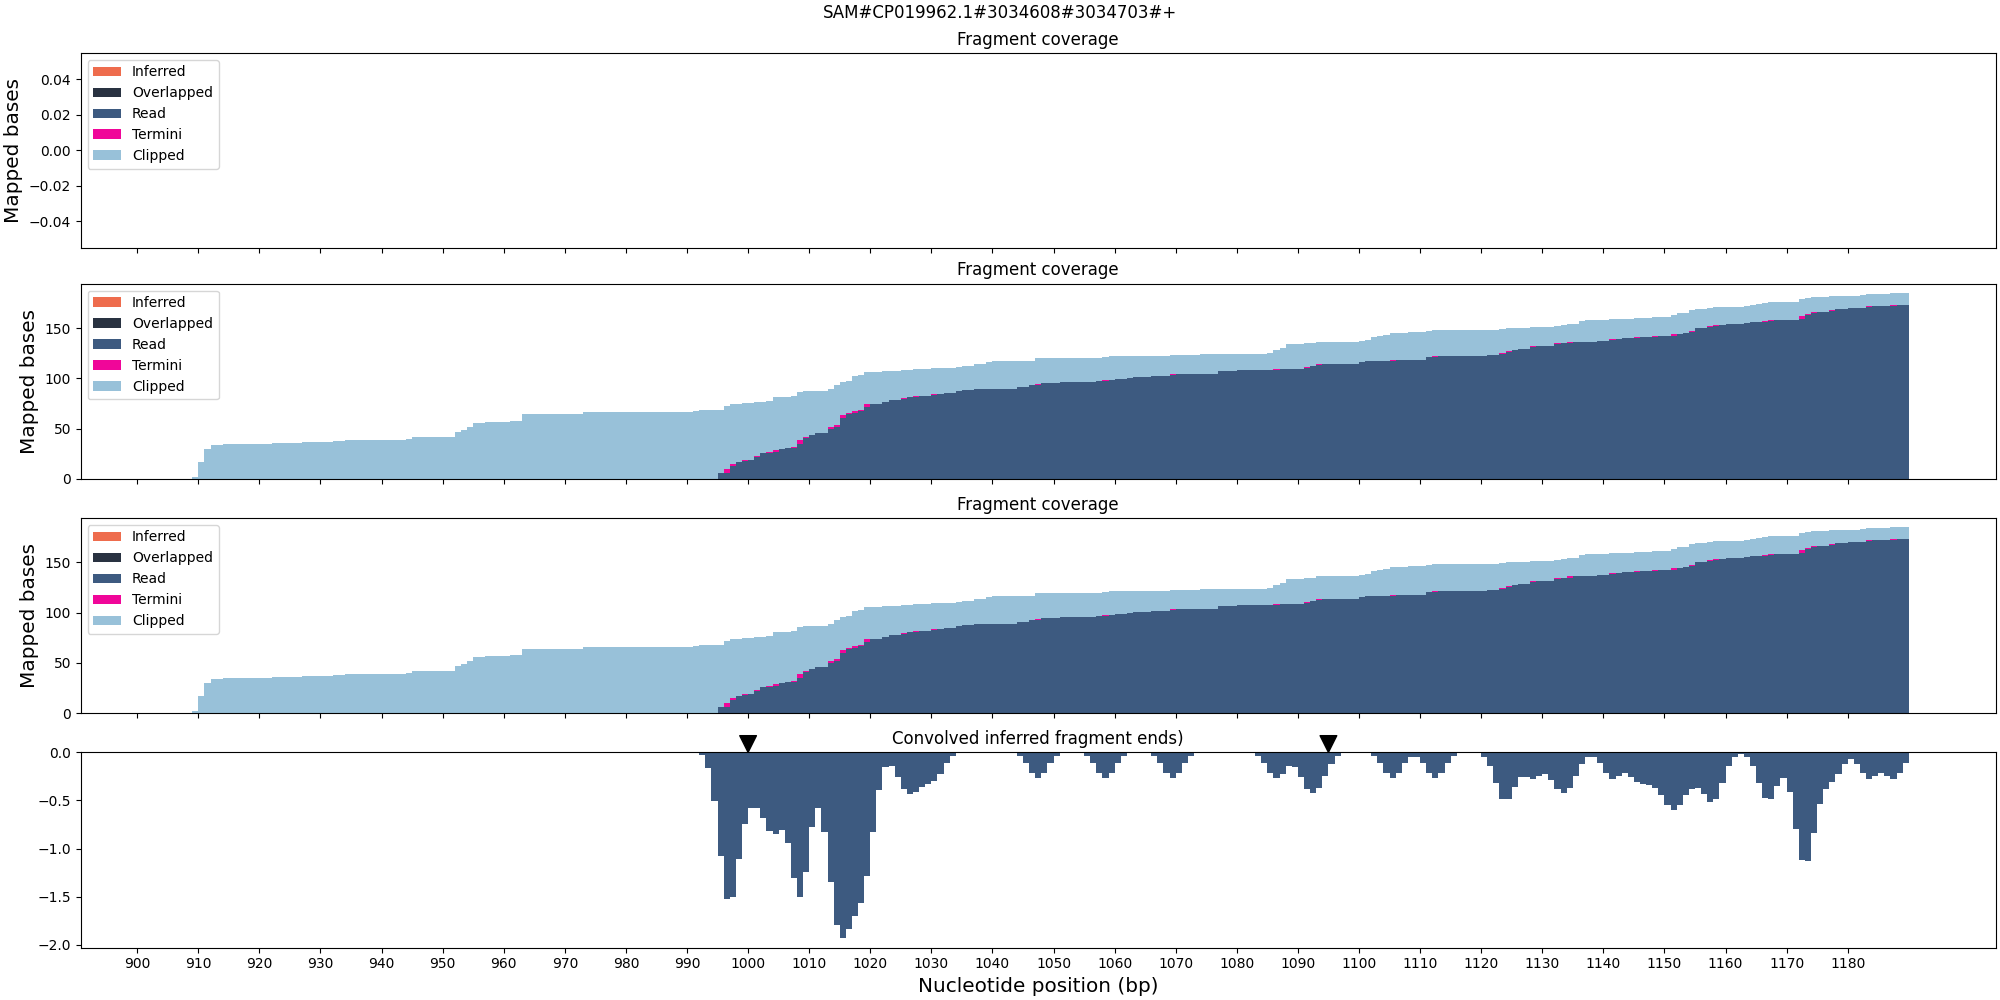 SAM#CP019962.1#3034608#3034703#+
Fragment coverage
Mapped bases
0.04
0.02
0.00
−0.02
−0.04
Inferred
Overlapped
Read
Termini
Clipped
Fragment coverage
Mapped bases
150
100
50
0
Inferred
Overlapped
Read
Termini
Clipped
Fragment coverage
Mapped bases
150
100
50
0
Inferred
Overlapped
Read
Termini
Clipped
Convolved inferred fragment ends)
0.0
−0.5
−1.0
−1.5
−2.0
900 910 920 930 940 950 960 970 980 990 1000 1010 1020 1030 1040 1050 1060 1070 1080 1090 1100 1110 1120 1130 1140 1150 1160 1170 1180
Nucleotide position (bp)